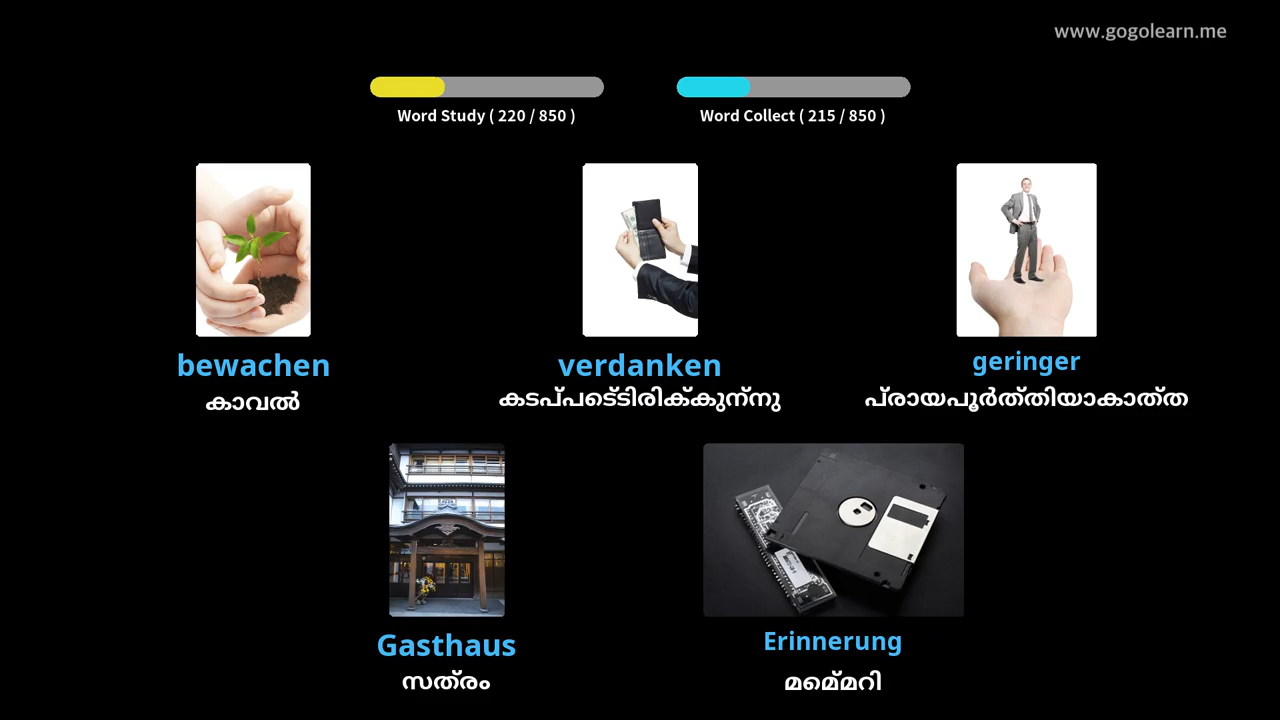 www.gogolearn.me
Word Study ( 220 / 850 )
Word Collect ( 215 / 850 )
bewachen
verdanken
geringer
കാവൽ
കടപ്പെട്ടിരിക്കുന്നു
പ്രായപൂർത്തിയാകാത്ത
Gasthaus
Erinnerung
സത്രം
മെമ്മറി